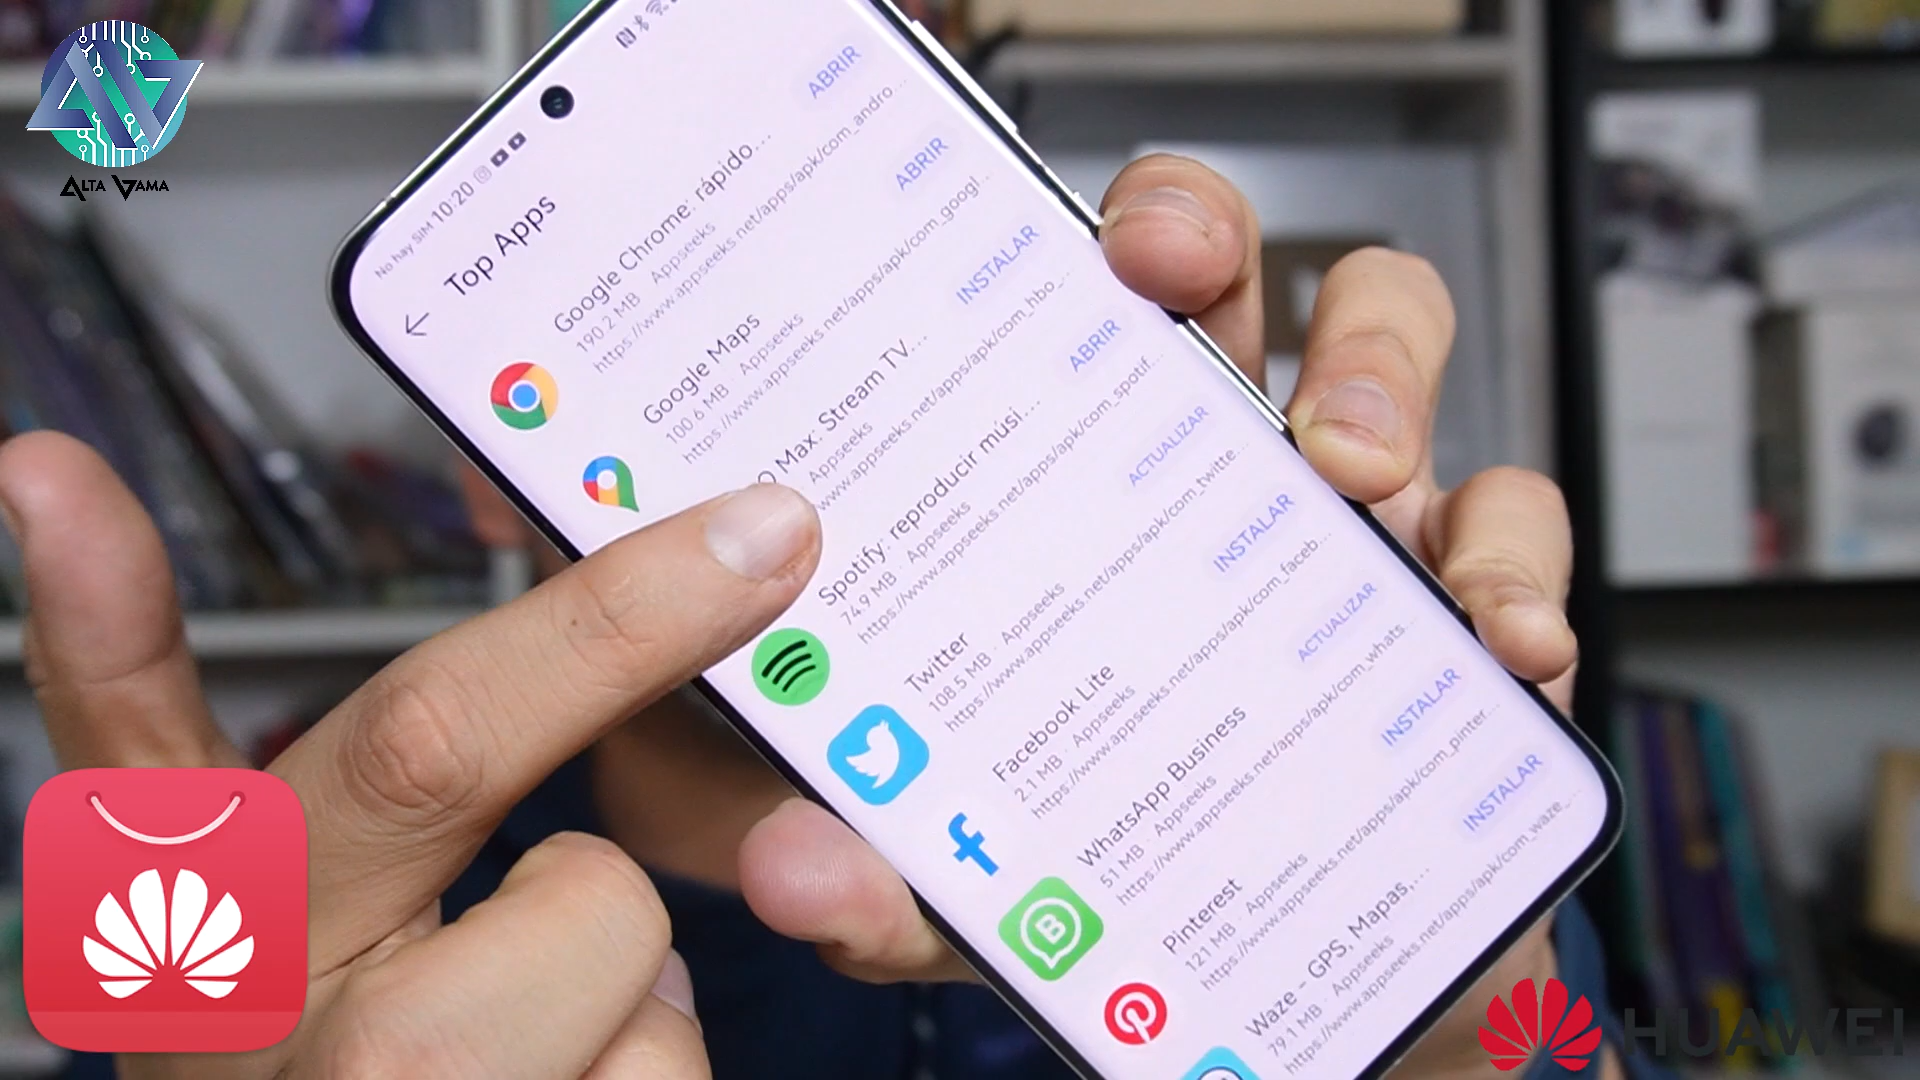 ALTA GAMA
No hay SIM 10:20
Top Apps
Google Chrome: rápido...
190.2 MB · Appseeks
https://www.appseeks.net/apps/apk/com_andro...
ABRIR
Google Maps
100.6 MB · Appseeks
https://www.appseeks.net/apps/apk/com_googl...
ABRIR
O Max: Stream TV...
Appseeks
www.appseeks.net/apps/apk/com_hbo_...
INSTALAR
Spotify: reproducir músi...
74.9 MB · Appseeks
https://www.appseeks.net/apps/apk/com_spotif...
ABRIR
Twitter
108.5 MB · Appseeks
https://www.appseeks.net/apps/apk/com_twitte...
ACTUALIZAR
Facebook Lite
2.1 MB · Appseeks
https://www.appseeks.net/apps/apk/com_faceb...
INSTALAR
WhatsApp Business
51 MB · Appseeks
https://www.appseeks.net/apps/apk/com_whats...
ACTUALIZAR
Pinterest
121 MB · Appseeks
https://www.appseeks.net/apps/apk/com_pinter...
INSTALAR
Waze - GPS, Mapas,...
79.1 MB · Appseeks
https://www.appseeks.net/apps/apk/com_waze_...
INSTALAR
HUAWEI